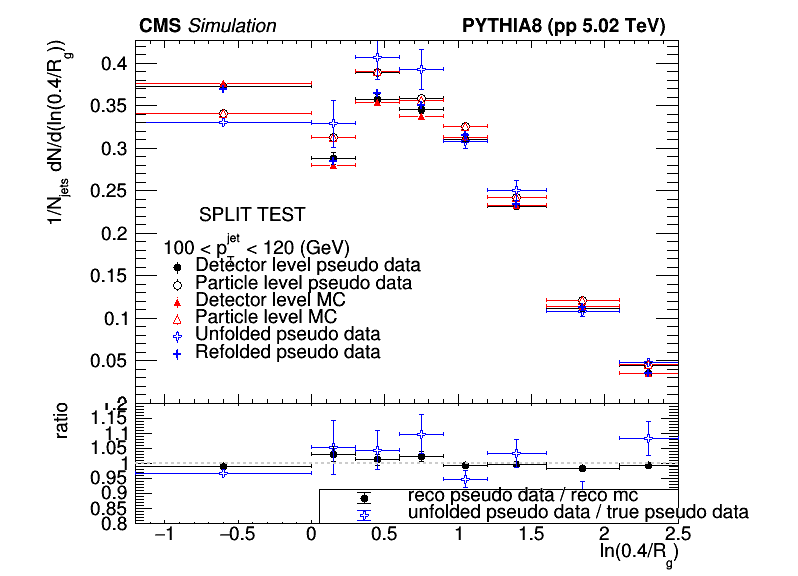 CMS Simulation PYTHIA8 (pp 5.02 TeV)
1/N_jets dN/d(ln(0.4/R_g))
0.4
0.35
0.3
0.25
0.2
0.15
0.1
0.05
0
SPLIT TEST
100 < p_T^jet < 120 (GeV)
Detector level pseudo data
Particle level pseudo data
Detector level MC
Particle level MC
Unfolded pseudo data
Refolded pseudo data
ratio
1.2
1.15
1.1
1.05
1
0.95
0.9
0.85
0.8
reco pseudo data / reco mc
unfolded pseudo data / true pseudo data
−1 −0.5 0 0.5 1 1.5 2 2.5
ln(0.4/R_g)